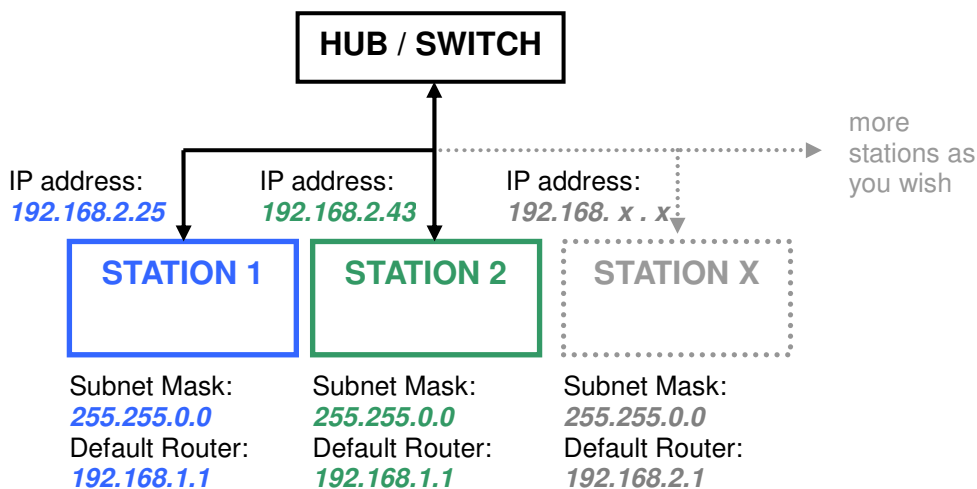 HUB / SWITCH
more
stations as
you wish
IP address:
192.168.2.25
IP address:
192.168.2.43
IP address:
192.168. x . x
STATION 1
STATION 2
STATION X
Subnet Mask:
255.255.0.0
Default Router:
192.168.1.1
Subnet Mask:
255.255.0.0
Default Router:
192.168.1.1
Subnet Mask:
255.255.0.0
Default Router:
192.168.2.1